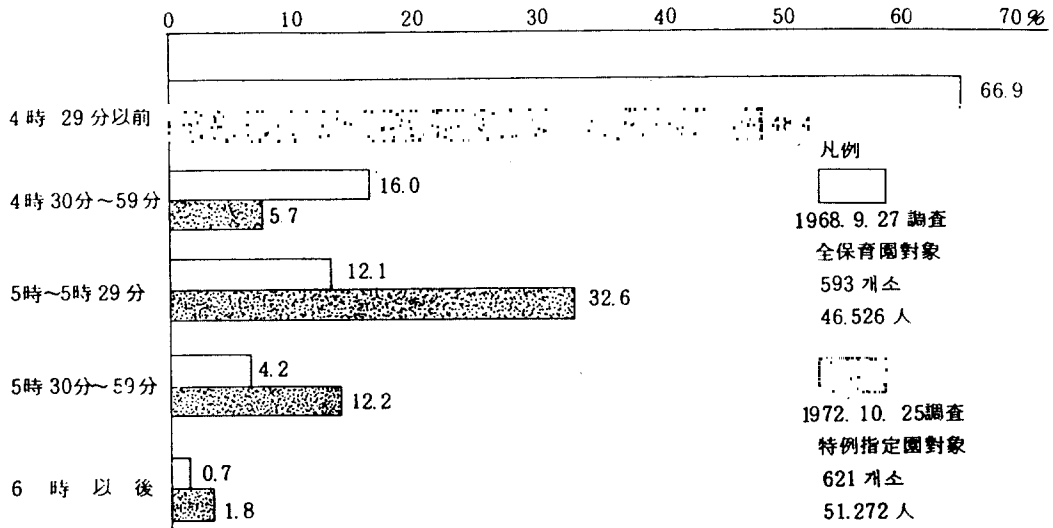 0 10 20 30 40 50 60 70 %
66.9
4時 29分以前
48.4
凡例
4時30分～59分
16.0
5.7
1968. 9. 27 調査
全保育園對象
593 개소
46.526 人
5時～5時 29分
12.1
32.6
5時 30分～59分
4.2
12.2
1972. 10. 25調査
特例指定園對象
621 개소
51.272 人
6 時 以 後
0.7
1.8